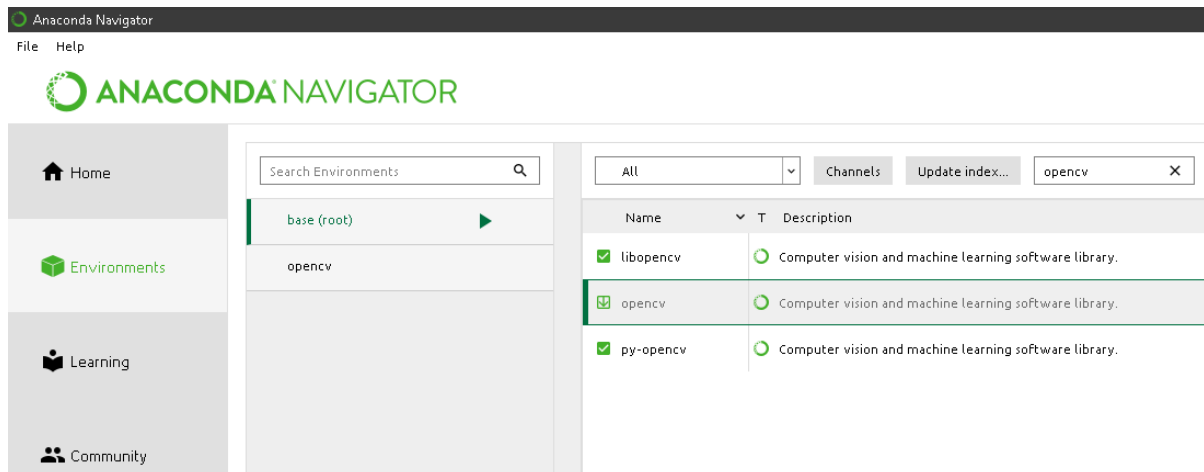 Anaconda Navigator
File Help
ANACONDA NAVIGATOR
Home
Environments
Learning
Community
Search Environments
base (root)
opencv
All Channels Update index... opencv
Name T Description
libopencv Computer vision and machine learning software library.
opencv Computer vision and machine learning software library.
py-opencv Computer vision and machine learning software library.